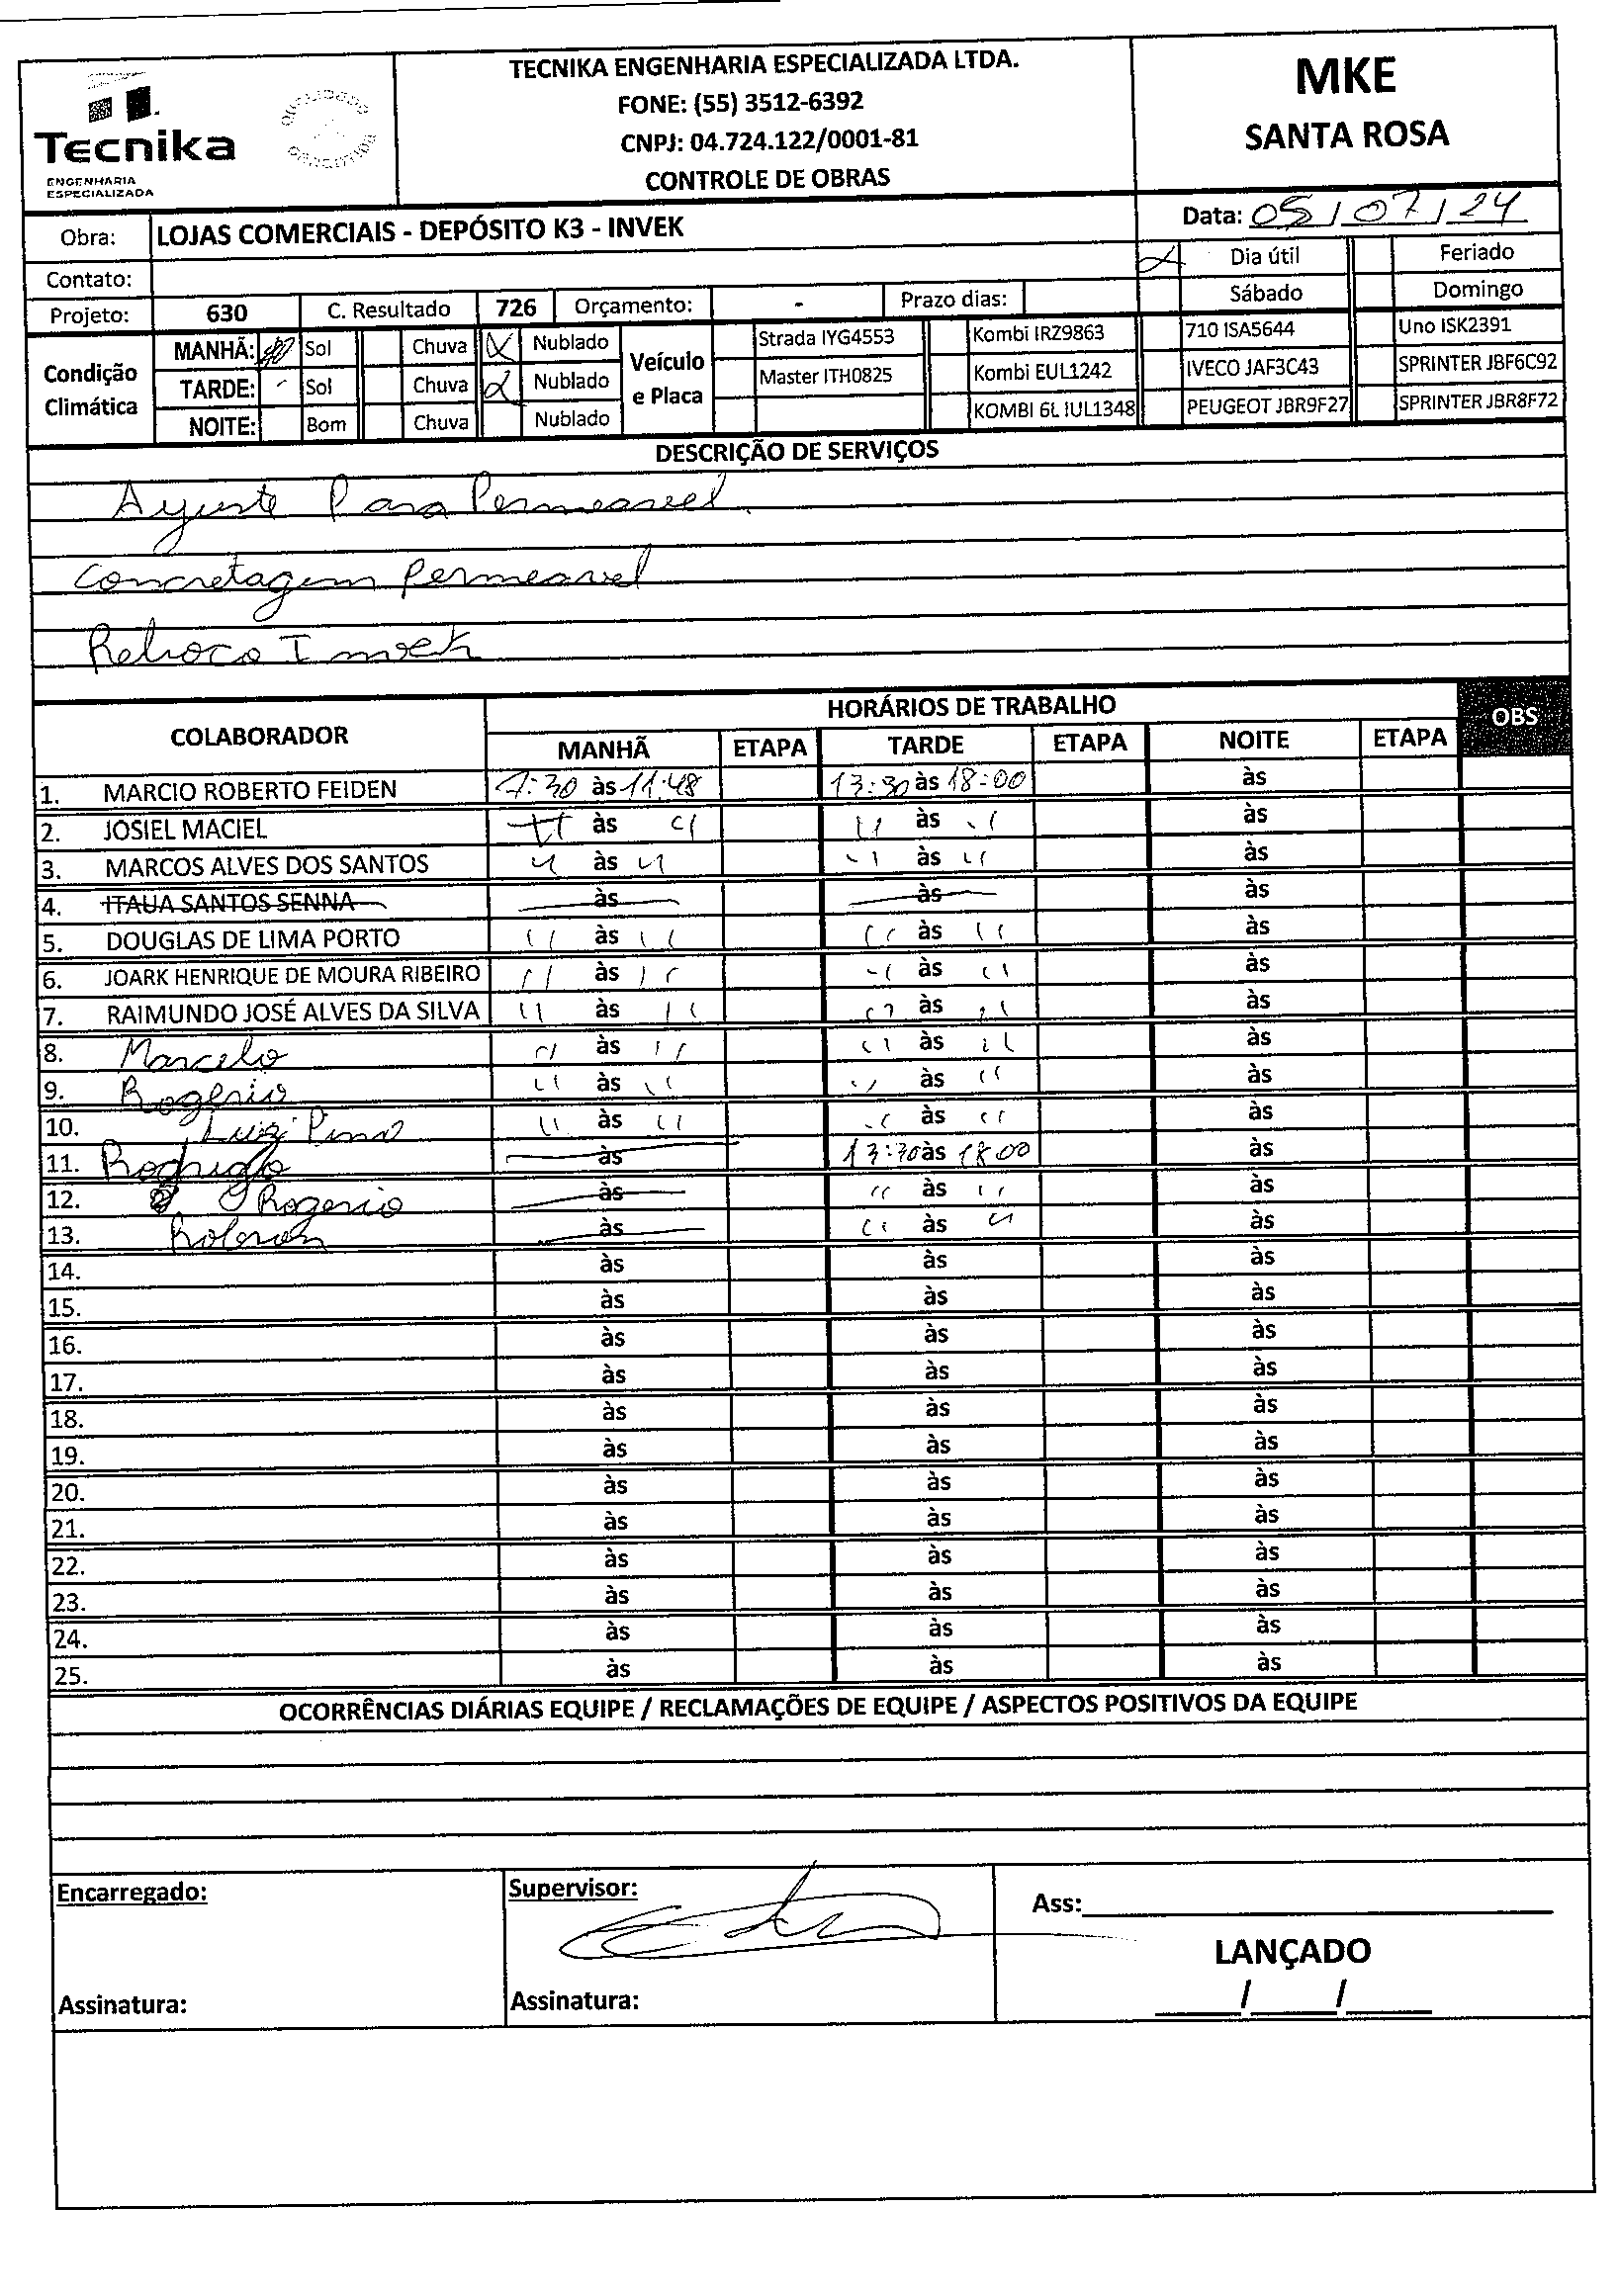 TECNIKA ENGENHARIA ESPECIALIZADA LTDA.
FONE: (55) 3512-6392
CNPJ: 04.724.122/0001-81
CONTROLE DE OBRAS
Tecnika
ENGENHARIA
ESPECIALIZADA
MKE
SANTA ROSA
Data: 05/07/24
Obra: LOJAS COMERCIAIS - DEPÓSITO K3 - INVEK
Contato:
Dia útil Feriado
Sábado Domingo
Projeto: 630 C. Resultado 726 Orçamento: - Prazo dias:
Condição Climática
MANHÃ: Sol Chuva X Nublado
TARDE: Sol Chuva X Nublado
NOITE: Bom Chuva Nublado
Veículo e Placa
Strada IYG4553 Kombi IRZ9863 710 ISA5644 Uno ISK2391
Master ITH0825 Kombi EUL1242 IVECO JAF3C43 SPRINTER JBF6C92
KOMBI 6L IUL1348 PEUGEOT JBR9F27 SPRINTER JBR8F72
DESCRIÇÃO DE SERVIÇOS
Ajuste Para Permeavel
Concretagem Permeavel
Reboco Invek
COLABORADOR HORÁRIOS DE TRABALHO OBS
MANHÃ ETAPA TARDE ETAPA NOITE ETAPA
1. MARCIO ROBERTO FEIDEN 7:30 às 11:48 13:30 às 18:00 às
2. JOSIEL MACIEL " às " " às " às
3. MARCOS ALVES DOS SANTOS " às " " às " às
4. ITAUA SANTOS SENNA às às às
5. DOUGLAS DE LIMA PORTO " às " " às " às
6. JOARK HENRIQUE DE MOURA RIBEIRO " às " " às " às
7. RAIMUNDO JOSÉ ALVES DA SILVA " às " " às " às
8. Marcelo " às " " às " às
9. Rogerio " às " " às " às
10. Luiz " às " " às " às
11. Rodrigo às 13:30 às 18:00 às
12. Rogerio às " às " às
13. às " às " às
14. às às às
15. às às às
16. às às às
17. às às às
18. às às às
19. às às às
20. às às às
21. às às às
22. às às às
23. às às às
24. às às às
25. às às às
OCORRÊNCIAS DIÁRIAS EQUIPE / RECLAMAÇÕES DE EQUIPE / ASPECTOS POSITIVOS DA EQUIPE
Encarregado: Supervisor: Ass:
LANÇADO
Assinatura: Assinatura: / /